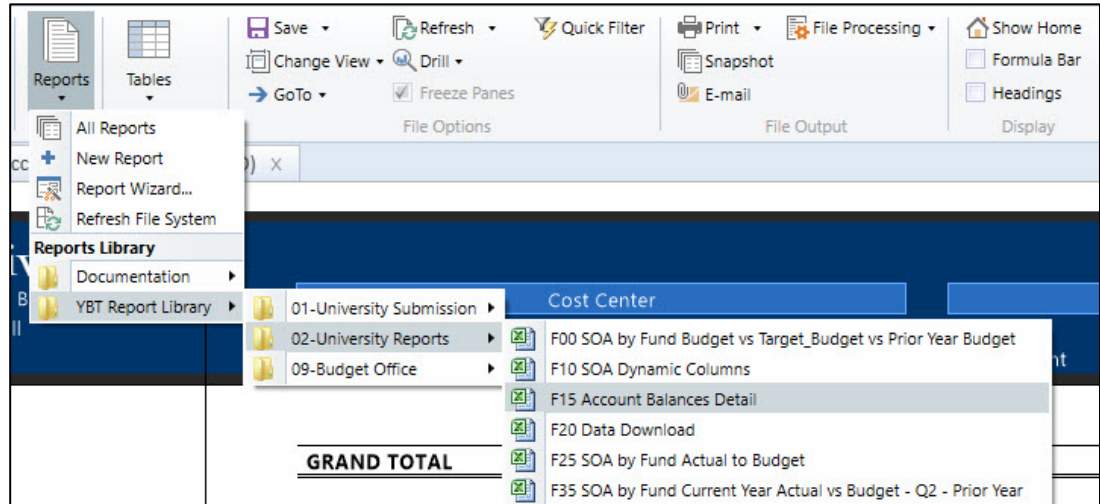 Save
Refresh
Quick Filter
Print
File Processing
Show Home
Change View
Drill
Snapshot
Formula Bar
Reports
Tables
GoTo
Freeze Panes
E-mail
Headings
File Options
File Output
Display
All Reports
New Report
Report Wizard...
Refresh File System
Reports Library
Documentation
YBT Report Library
01-University Submission
02-University Reports
09-Budget Office
Cost Center
F00 SOA by Fund Budget vs Target_Budget vs Prior Year Budget
F10 SOA Dynamic Columns
F15 Account Balances Detail
F20 Data Download
F25 SOA by Fund Actual to Budget
F35 SOA by Fund Current Year Actual vs Budget - Q2 - Prior Year
GRAND TOTAL